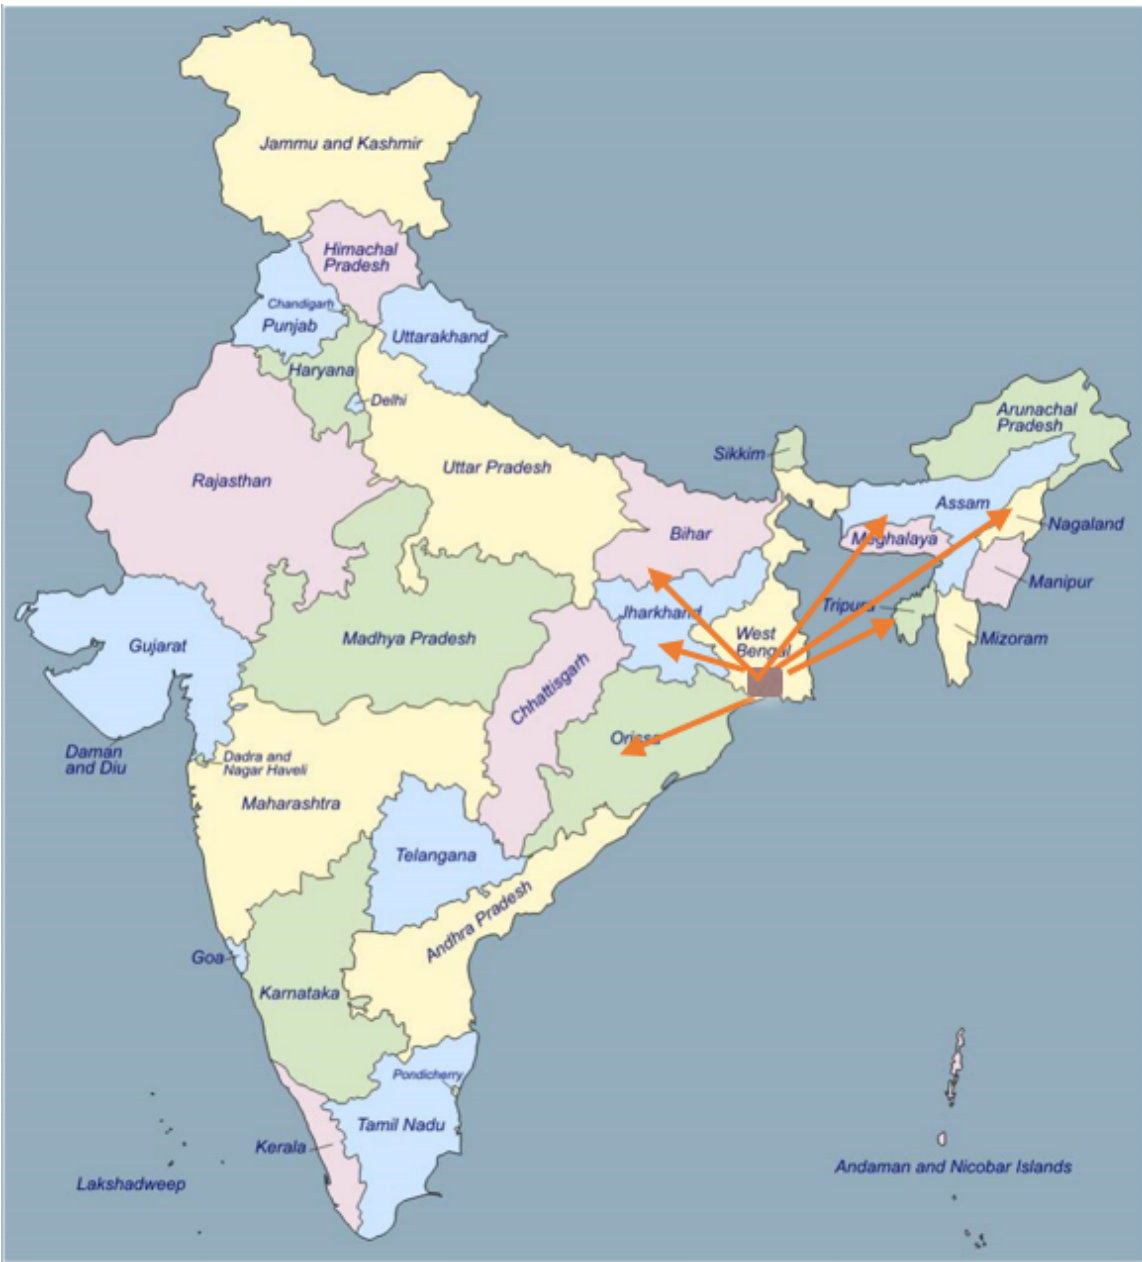 Jammu and Kashmir
Himachal
Pradesh
Chandigarh
Punjab
Uttarakhand
Haryana
Delhi
Arunachal
Pradesh
Sikkim
Uttar Pradesh
Rajasthan
Assam
Nagaland
Bihar
Meghalaya
Manipur
Jharkhand
Tripura
West
Bengal
Mizoram
Madhya Pradesh
Gujarat
Chhattisgarh
Orissa
Daman
and Diu
Dadra and
Nagar Haveli
Maharashtra
Telangana
Andhra Pradesh
Goa
Karnataka
Pondicherry
Tamil Nadu
Kerala
Andaman and Nicobar Islands
Lakshadweep